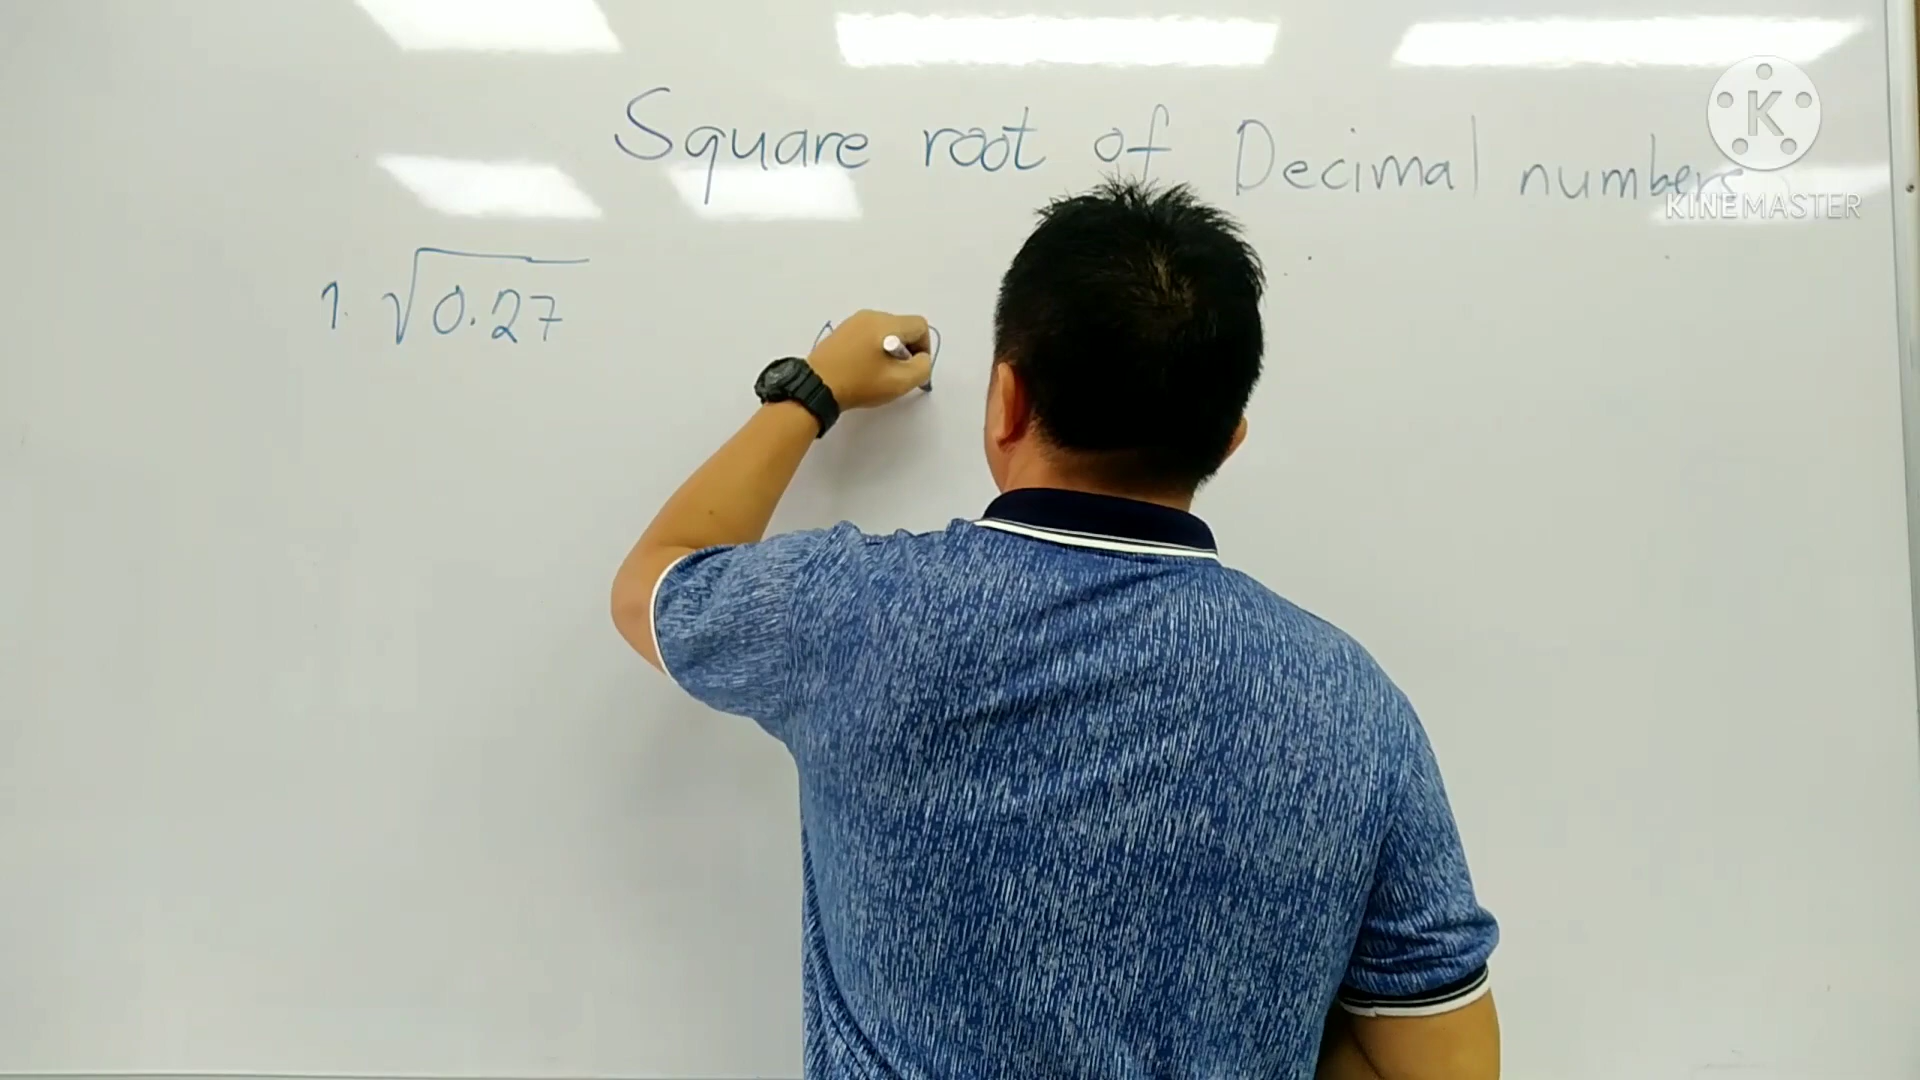 Square root of Decimal numbers
K
KINEMASTER
1. √0.27